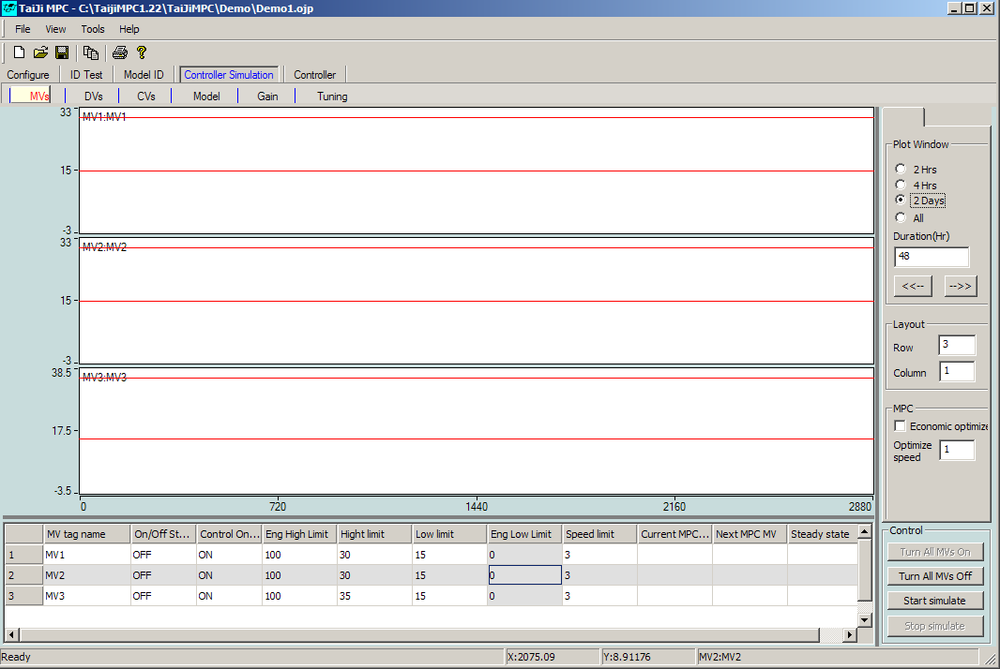 TaiJi MPC - C:\TaijiMPC1.22\TaiJiMPC\Demo\Demo1.ojp
File View Tools Help
Configure ID Test Model ID Controller Simulation Controller
MVs DVs CVs Model Gain Tuning
33
MV1:MV1
15
-3
33
MV2:MV2
15
-3
38.5
MV3:MV3
17.5
-3.5
0 720 1440 2160 2880
Plot Window
2 Hrs
4 Hrs
2 Days
All
Duration(Hr)
48
<<-- -->>
Layout
Row 3
Column 1
MPC
Economic optimize
Optimize
speed
1
MV tag name On/Off St... Control On... Eng High Limit Hight limit Low limit Eng Low Limit Speed limit Current MPC... Next MPC MV Steady state
1 MV1 OFF ON 100 30 15 0 3
2 MV2 OFF ON 100 30 15 0 3
3 MV3 OFF ON 100 35 15 0 3
Control
Turn All MVs On
Turn All MVs Off
Start simulate
Stop simulate
Ready X:2075.09 Y:8.91176 MV2:MV2